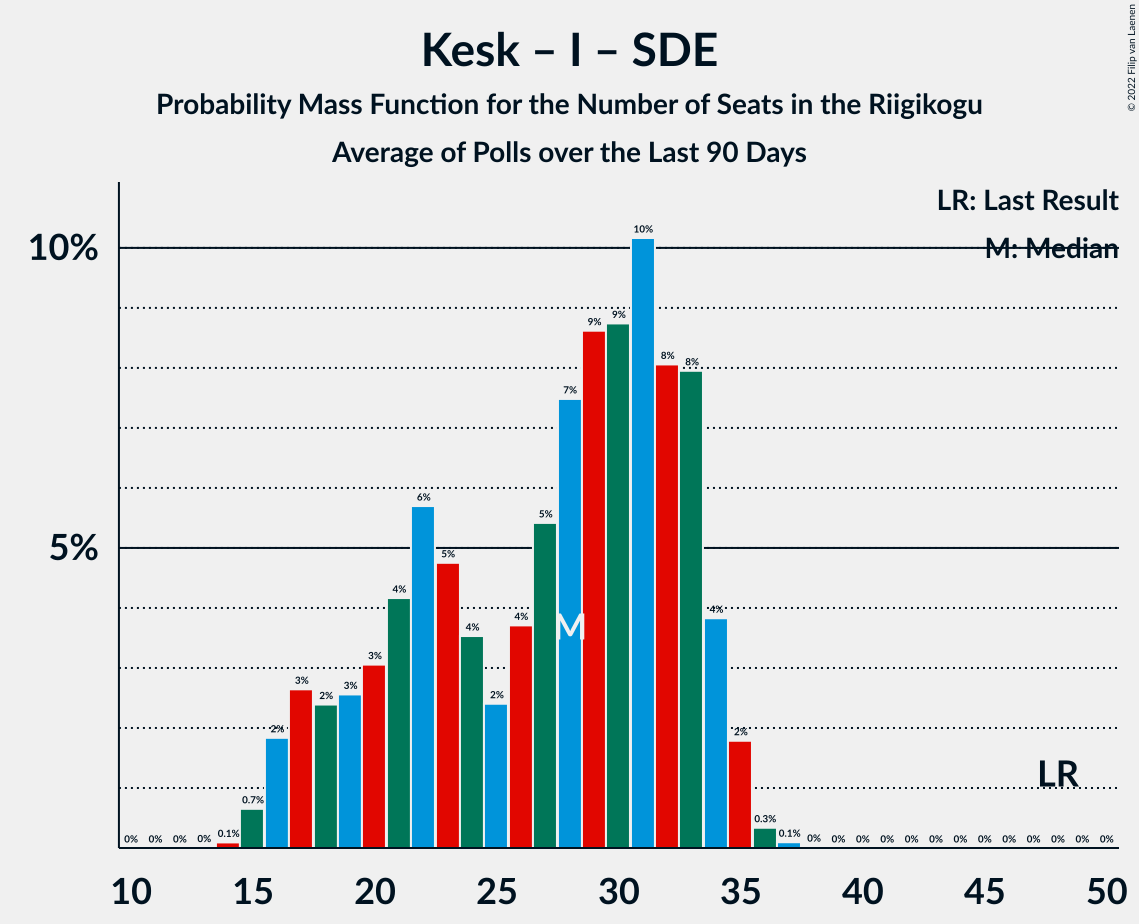 Kesk – I – SDE
Probability Mass Function for the Number of Seats in the Riigikogu
Average of Polls over the Last 90 Days
© 2022 Filip van Laenen
LR: Last Result
M: Median
10%
5%
0% 0% 0% 0% 0.1% 0.7% 2% 3% 2% 3% 3% 4% 6% 5% 4% 2% 4% 5% 7% 9% 9% 10% 8% 8% 4% 2% 0.3% 0.1% 0% 0% 0% 0% 0% 0% 0% 0% 0% 0% 0% 0% 0%
M
LR
10 15 20 25 30 35 40 45 50